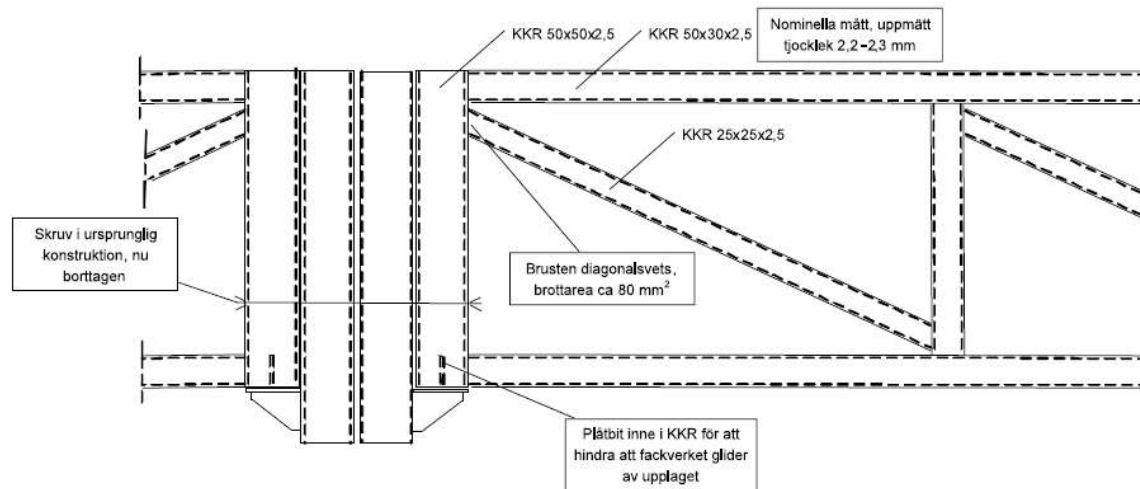 KKR 50x50x2,5
KKR 50x30x2,5
Nominella mått, uppmätt
tjocklek 2,2–2,3 mm
KKR 25x25x2,5
Skruv i ursprunglig
konstruktion, nu
borttagen
Brusten diagonalsvets,
brottarea ca 80 mm²
Plåtbit inne i KKR för att
hindra att fackverket glider
av upplaget